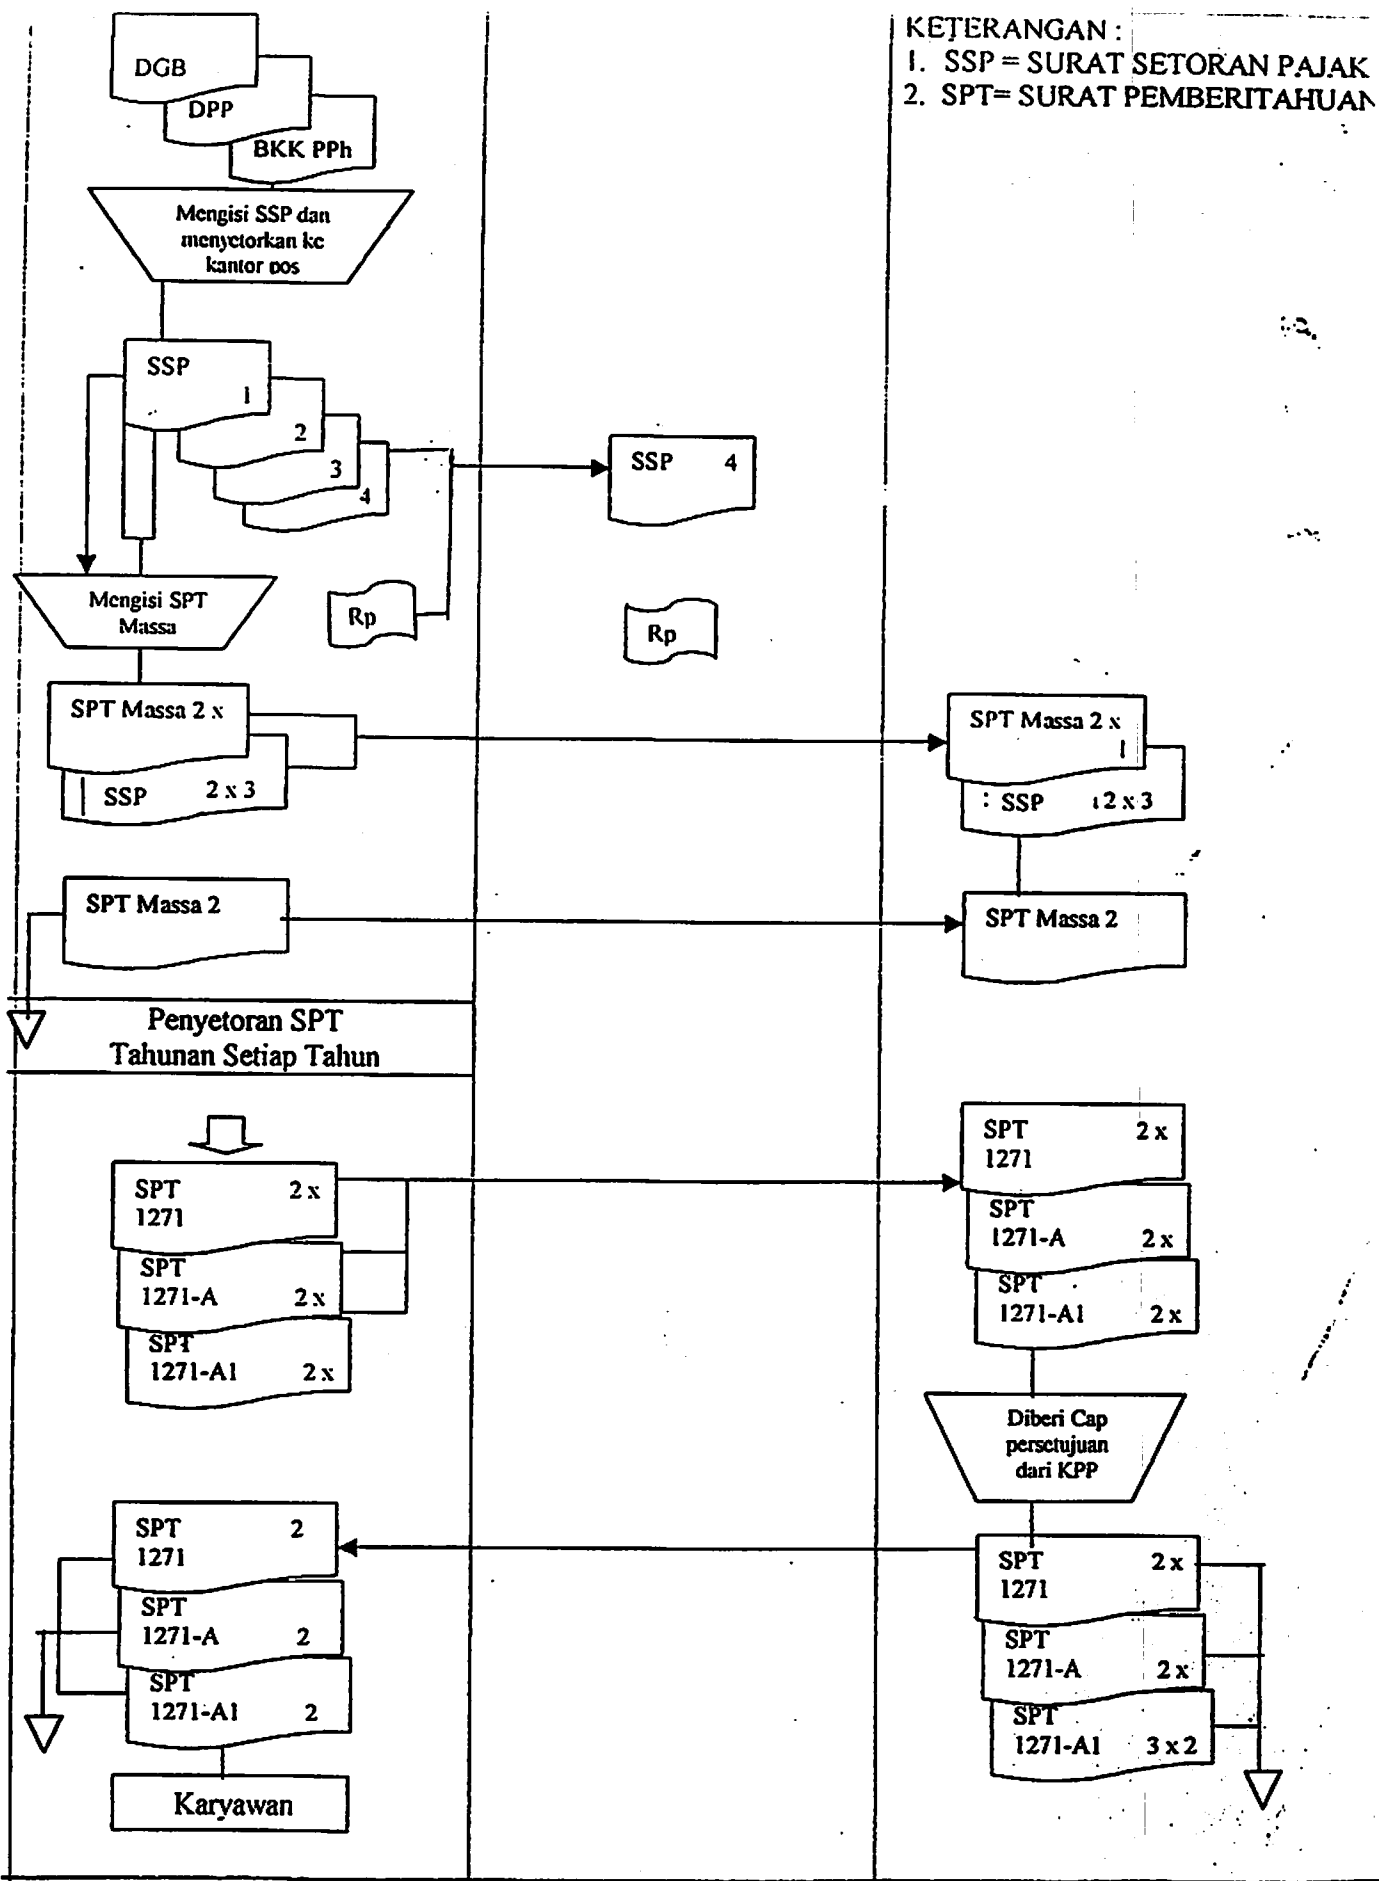 KETERANGAN :
1. SSP = SURAT SETORAN PAJAK
2. SPT= SURAT PEMBERITAHUAN
DGB
DPP
BKK PPh
Mengisi SSP dan
menyetorkan ke
kantor pos
SSP
1
2
3
4
SSP 4
Rp
Rp
Mengisi SPT
Massa
SPT Massa 2 x
SSP 2 x 3
SPT Massa 2 x
1
: SSP 2 x 3
SPT Massa 2
SPT Massa 2
Penyetoran SPT
Tahunan Setiap Tahun
SPT 2 x
1271
SPT
1271-A 2 x
SPT
1271-A1 2 x
SPT 2 x
1271
SPT
1271-A 2 x
SPT
1271-A1 2 x
Diberi Cap
persetujuan
dari KPP
SPT 2
1271
SPT
1271-A 2
SPT
1271-A1 2
Karyawan
SPT 2 x
1271
SPT
1271-A 2 x
SPT
1271-A1 3 x 2